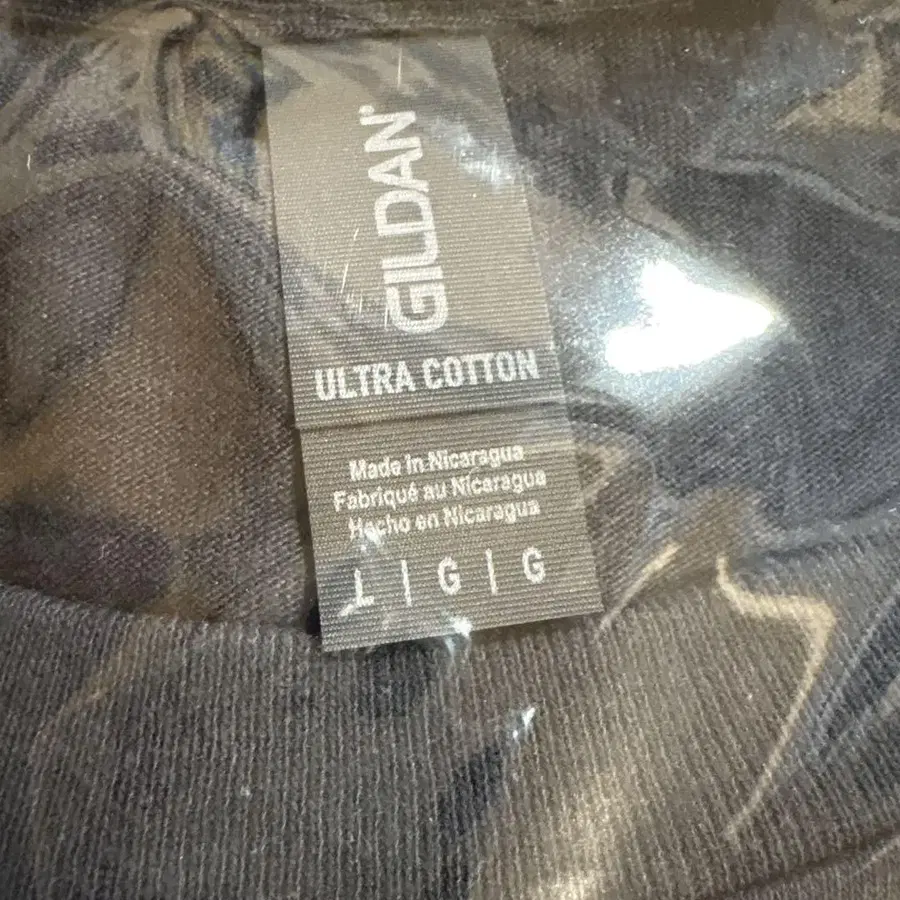 GILDAN®
ULTRA COTTON
Made in Nicaragua
Fabriqué au Nicaragua
Hecho en Nicaragua
L | G | G